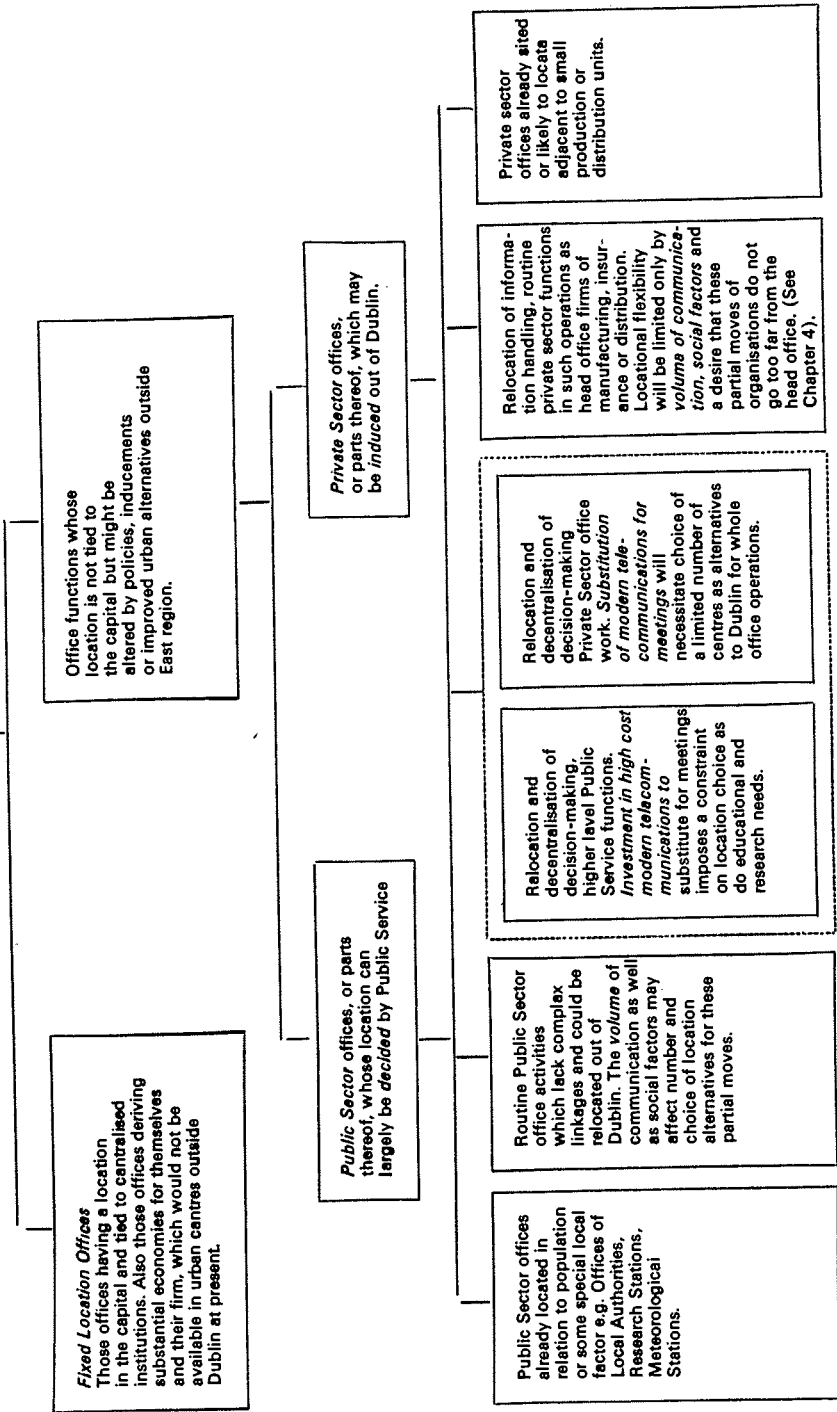 Fixed Location Offices
Those offices having a location
in the capital and tied to centralised
institutions. Also those offices deriving
substantial economies for themselves
and their firm, which would not be
available in urban centres outside
Dublin at present.
Office functions whose
location is not tied to
the capital but might be
altered by policies, inducements
or improved urban alternatives outside
East region.
Public Sector offices, or parts
thereof, whose location can
largely be decided by Public Service
Private Sector offices,
or parts thereof, which may
be induced out of Dublin.
Public Sector offices
already located in
relation to population
or some special local
factor e.g. Offices of
Local Authorities,
Research Stations,
Meteorological
Stations.
Routine Public Sector
office activities
which lack complax
linkages and could be
relocated out of
Dublin. The volume of
communication as well
as social factors may
affect number and
choice of location
alternatives for these
partial moves.
Relocation and
decentralisation of
decision-making,
higher level Public
Service functions.
Investment in high cost
modern telecom-
munications to
substitute for meetings
imposes a constraint
on location choice as
do educational and
research needs.
Relocation and
decentralisation of
decision-making
Private Sector office
work. Substitution
of modern tele-
communications for
meetings will
necessitate choice of
a limited number of
centres as alternatives
to Dublin for whole
office operations.
Relocation of informa-
tion handling, routine
private sector functions
in such operations as
head office firms of
manufacturing, insur-
ance or distribution.
Locational flexibility
will be limited only by
volume of communica-
tion, social factors and
a desire that these
partial moves of
organisations do not
go too far from the
head office. (See
Chapter 4).
Private sector
offices already sited
or likely to locate
adjacent to small
production or
distribution units.